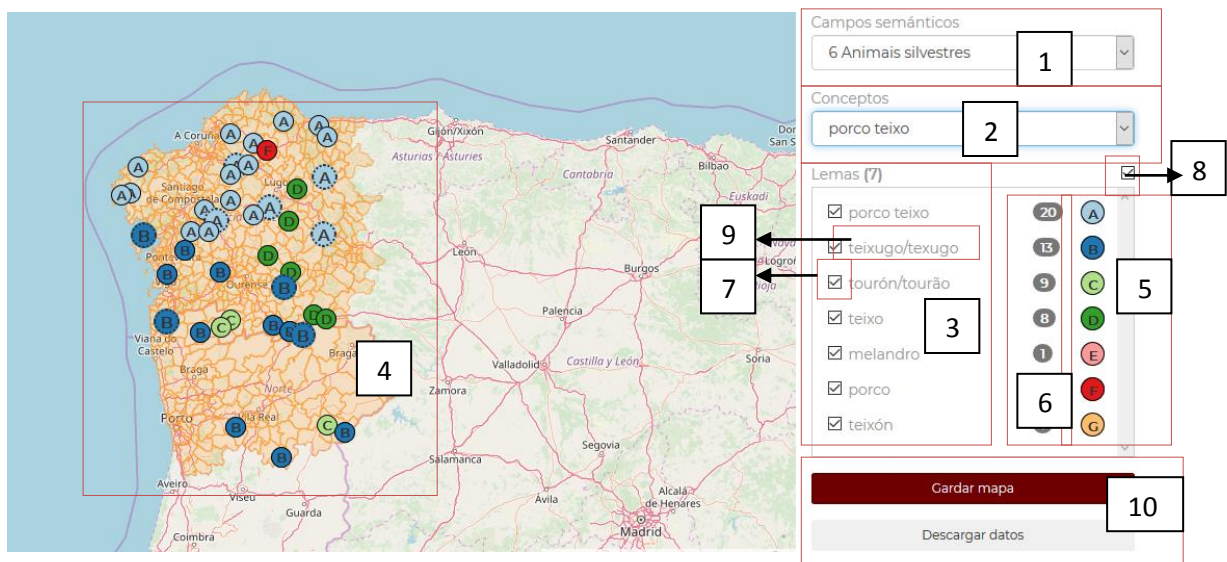 Campos semánticos
6 Animais silvestres
1
Conceptos
porco teixo
2
Lemas (7)
8
porco teixo 20 A
teixugo/texugo 13 B
9
tourón/tourão 9 C
7
5
teixo 8 D
3
melandro 1 E
porco F
6
teixón G
Gardar mapa
10
Descargar datos
4
A Coruña
Gijón/Xixón
Santander
Asturias / Asturies
Cantabria
Bilbao
Euskadi
Santiago
de Compostela
Lugo
León
Burgos
Ourense
Palencia
Viana do
Castelo
Braga
Braga
Norte
Valladolid
Castilla y León
Soria
Zamora
Porto
Vila Real
Segovia
Salamanca
Aveiro
Viseu
Ávila
Alcalá
de Henares
Guarda
Madrid
Coimbra
A
A
A
A
A
A
F
A
A
A
A
A
D
A
A
A
A
A
A
D
A
A
B
A
B
D
B
B
D
B
B
B
C
C
B
B
B
D
D
B
C
B
B